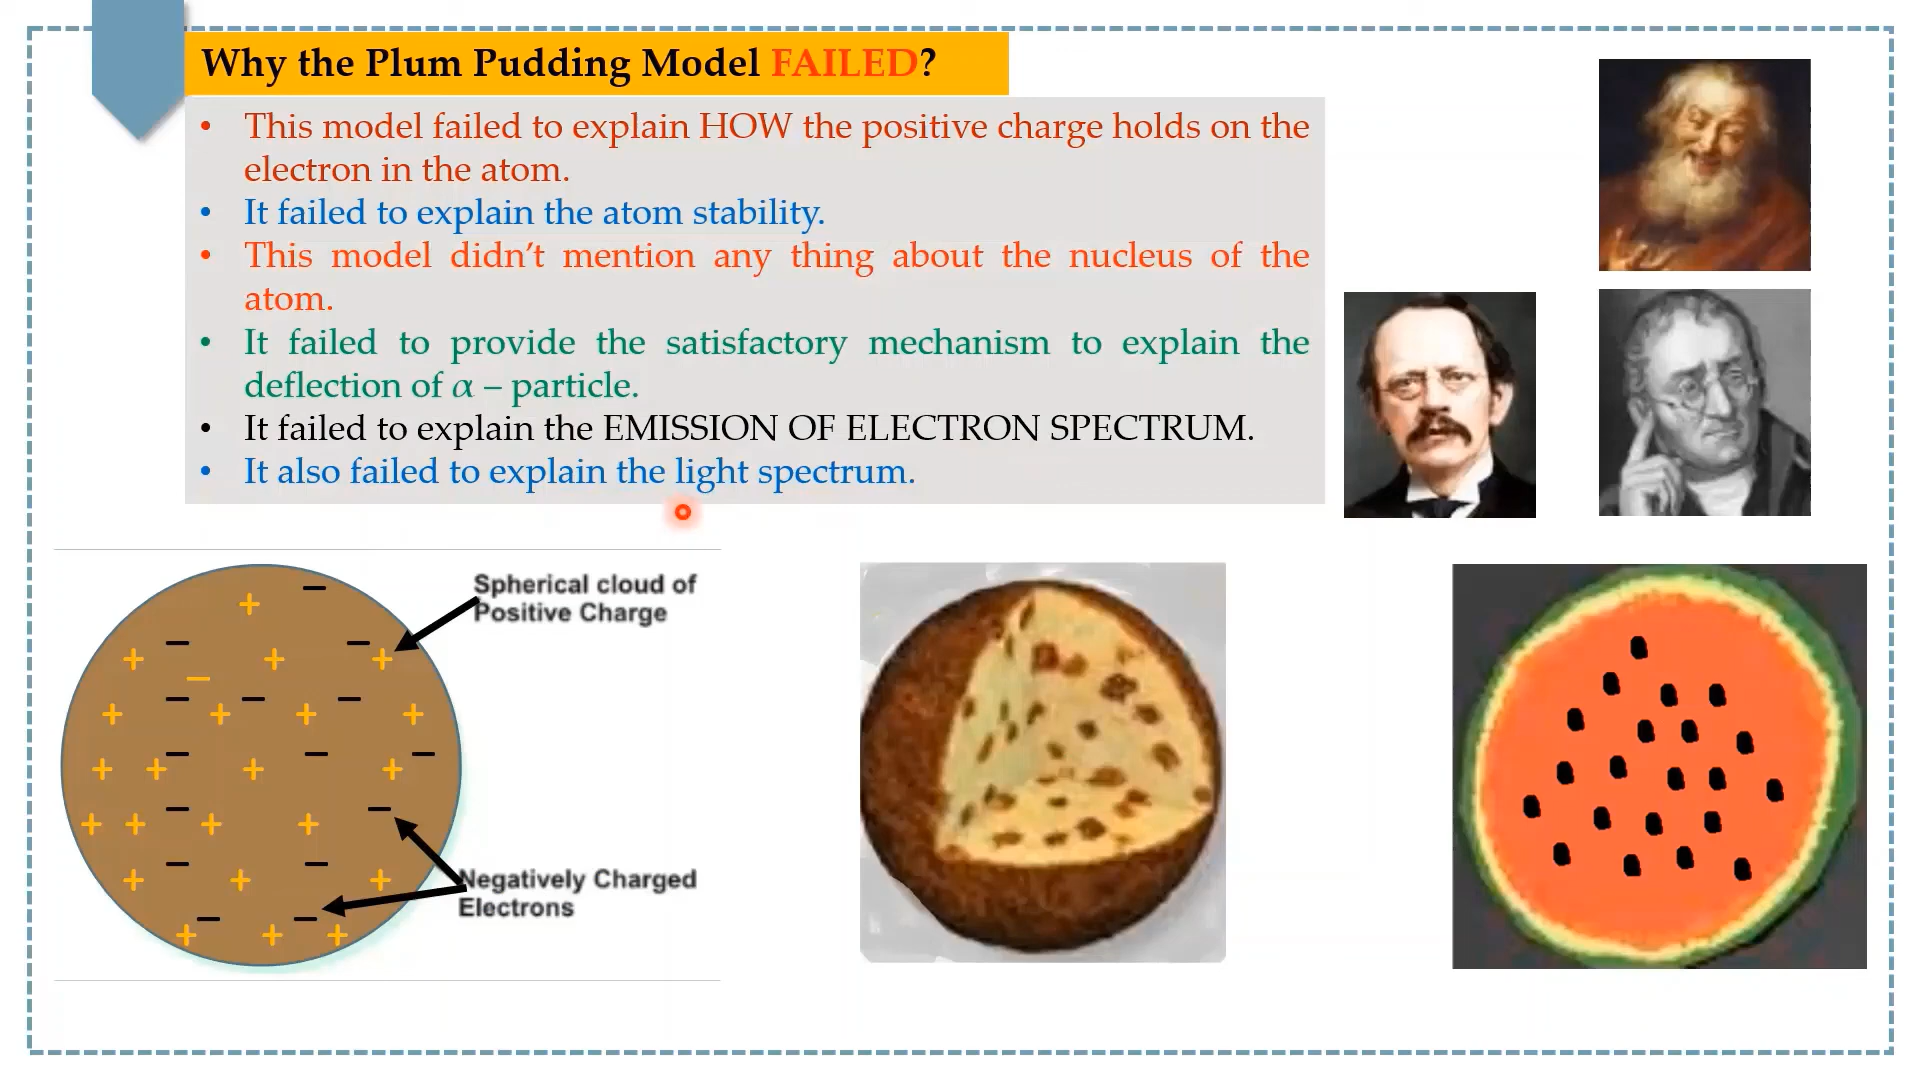 Why the Plum Pudding Model FAILED?
• This model failed to explain HOW the positive charge holds on the
electron in the atom.
• It failed to explain the atom stability.
• This model didn’t mention any thing about the nucleus of the
atom.
• It failed to provide the satisfactory mechanism to explain the
deflection of α – particle.
• It failed to explain the EMISSION OF ELECTRON SPECTRUM.
• It also failed to explain the light spectrum.
Spherical cloud of
Positive Charge
Negatively Charged
Electrons